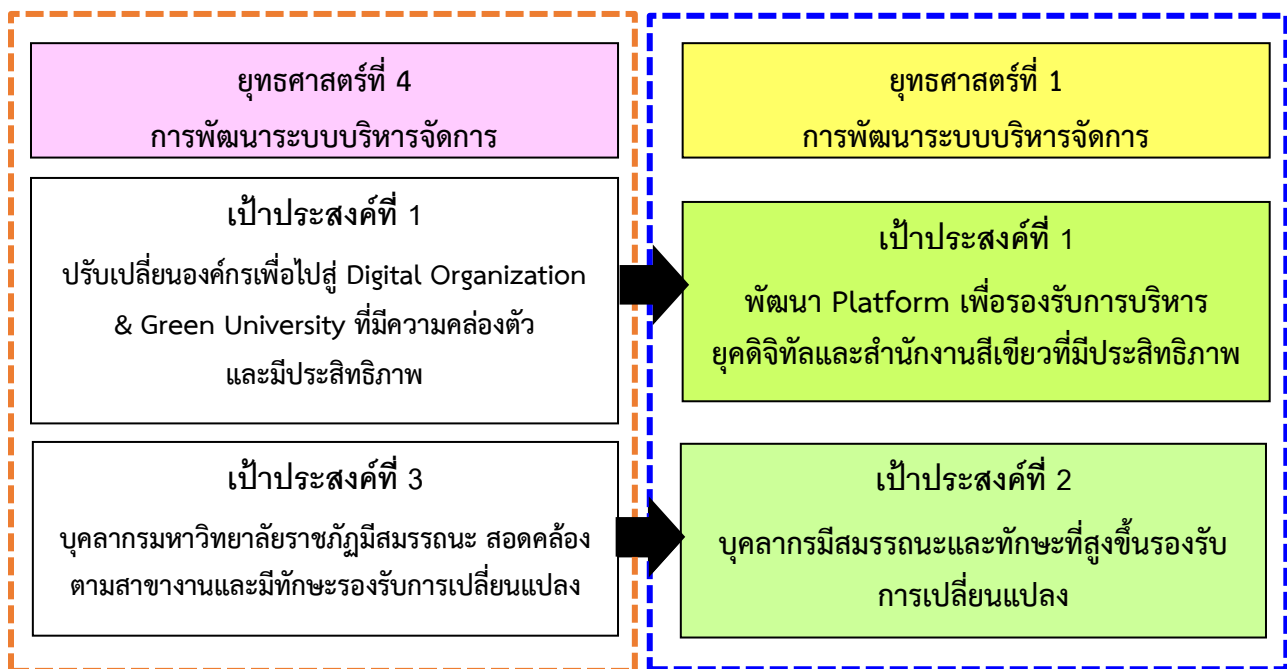 ยุทธศาสตร์ที่ 4
การพัฒนาระบบบริหารจัดการ
เป้าประสงค์ที่ 1
ปรับเปลี่ยนองค์กรเพื่อไปสู่ Digital Organization
& Green University ที่มีความคล่องตัว
และมีประสิทธิภาพ
เป้าประสงค์ที่ 3
บุคลากรมหาวิทยาลัยราชภัฏมีสมรรถนะ สอดคล้อง
ตามสาขางานและมีทักษะรองรับการเปลี่ยนแปลง
ยุทธศาสตร์ที่ 1
การพัฒนาระบบบริหารจัดการ
เป้าประสงค์ที่ 1
พัฒนา Platform เพื่อรองรับการบริหาร
ยุคดิจิทัลและสำนักงานสีเขียวที่มีประสิทธิภาพ
เป้าประสงค์ที่ 2
บุคลากรมีสมรรถนะและทักษะที่สูงขึ้นรองรับ
การเปลี่ยนแปลง